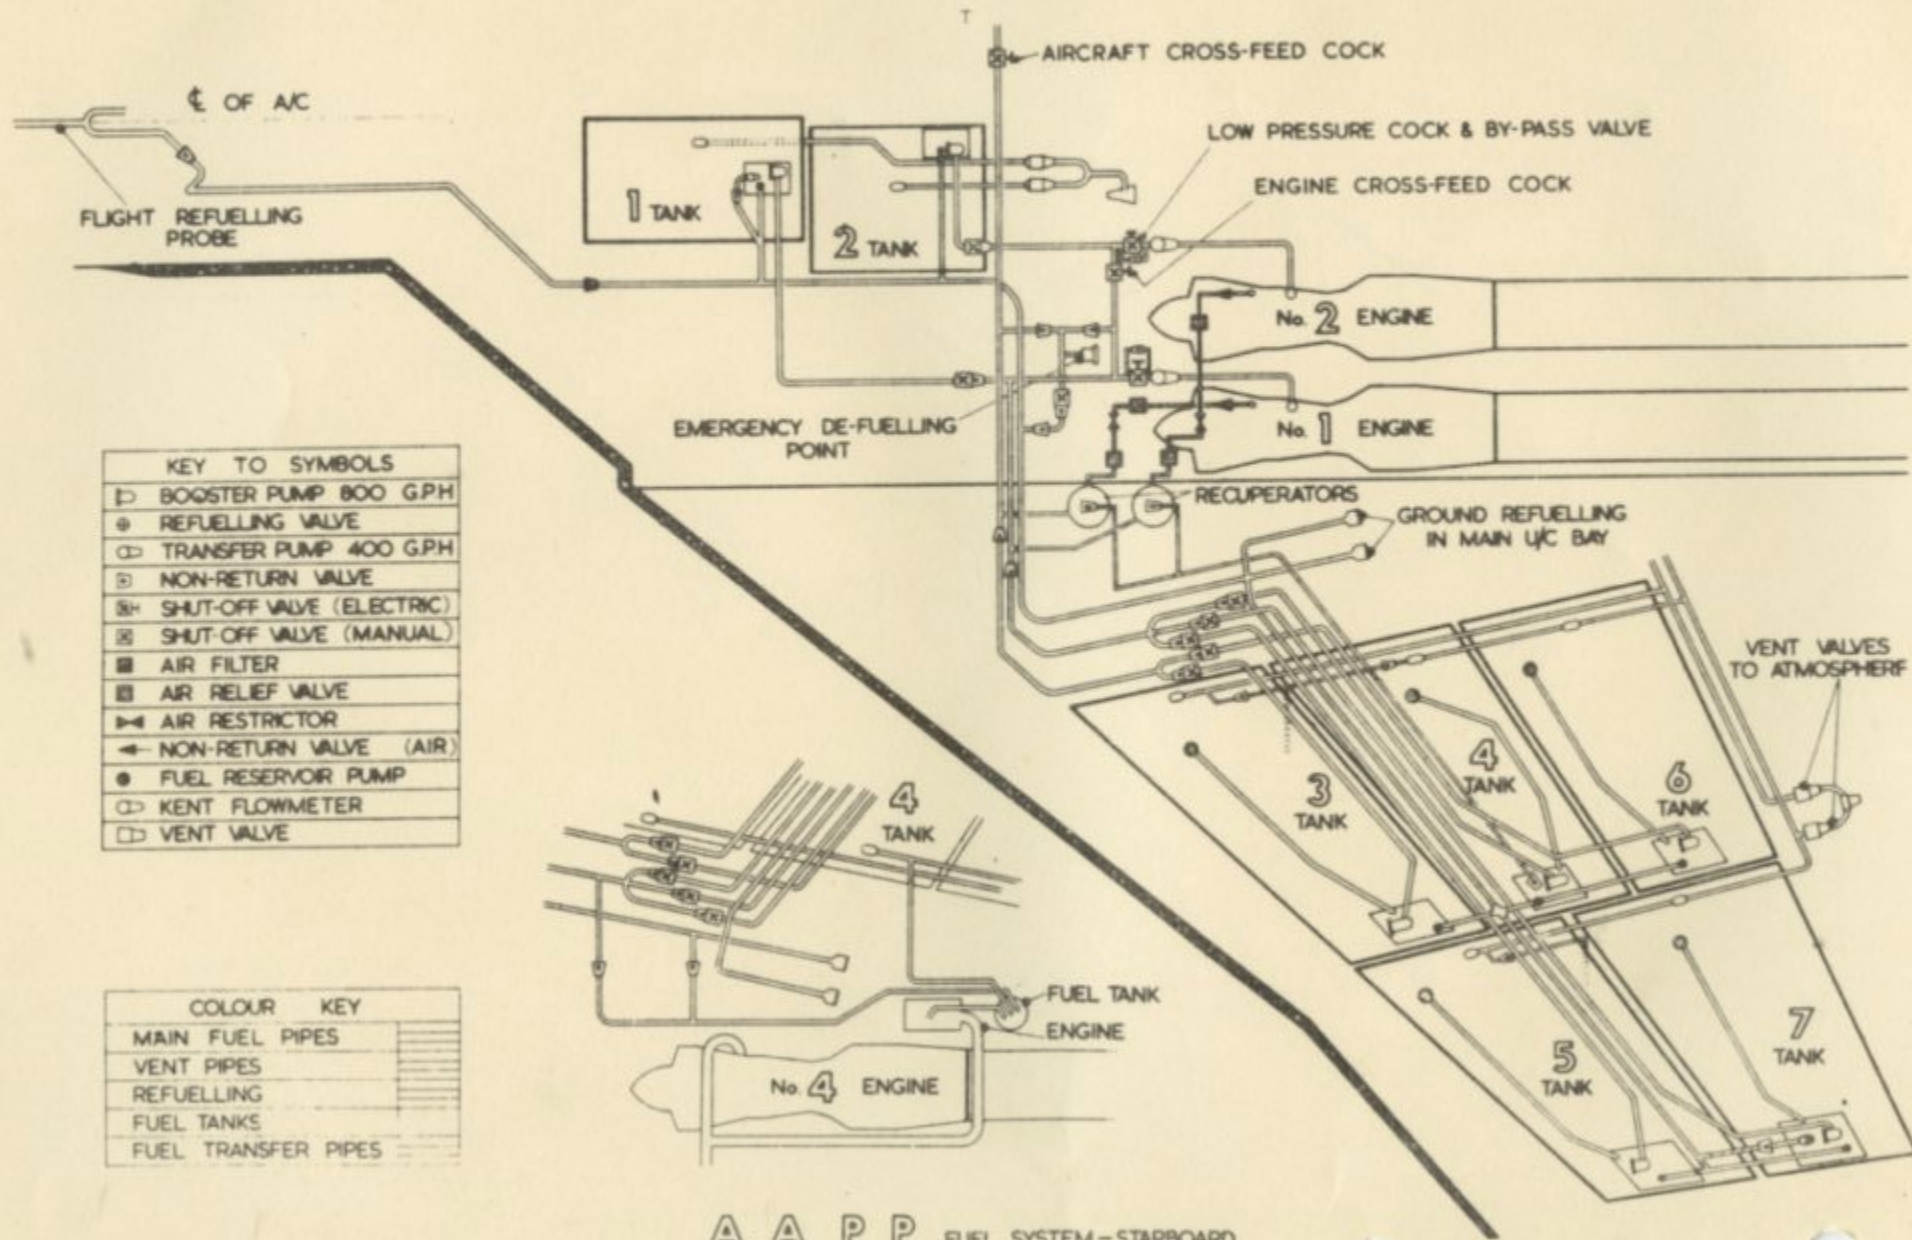 T
AIRCRAFT CROSS-FEED COCK
℄ OF A/C
LOW PRESSURE COCK & BY-PASS VALVE
ENGINE CROSS-FEED COCK
FLIGHT REFUELLING
PROBE
1 TANK
2 TANK
No. 2 ENGINE
No. 1 ENGINE
EMERGENCY DE-FUELLING
POINT
RECUPERATORS
GROUND REFUELLING
IN MAIN U/C BAY
KEY TO SYMBOLS
BOOSTER PUMP 800 G.P.H
REFUELLING VALVE
TRANSFER PUMP 400 G.P.H
NON-RETURN VALVE
SHUT-OFF VALVE (ELECTRIC)
SHUT-OFF VALVE (MANUAL)
AIR FILTER
AIR RELIEF VALVE
AIR RESTRICTOR
NON-RETURN VALVE (AIR)
FUEL RESERVOIR PUMP
KENT FLOWMETER
VENT VALVE
VENT VALVES
TO ATMOSPHERE
3
TANK
4
TANK
6
TANK
5
TANK
7
TANK
4
TANK
FUEL TANK
ENGINE
No. 4 ENGINE
COLOUR KEY
MAIN FUEL PIPES
VENT PIPES
REFUELLING
FUEL TANKS
FUEL TRANSFER PIPES
A A P P FUEL SYSTEM - STARBOARD